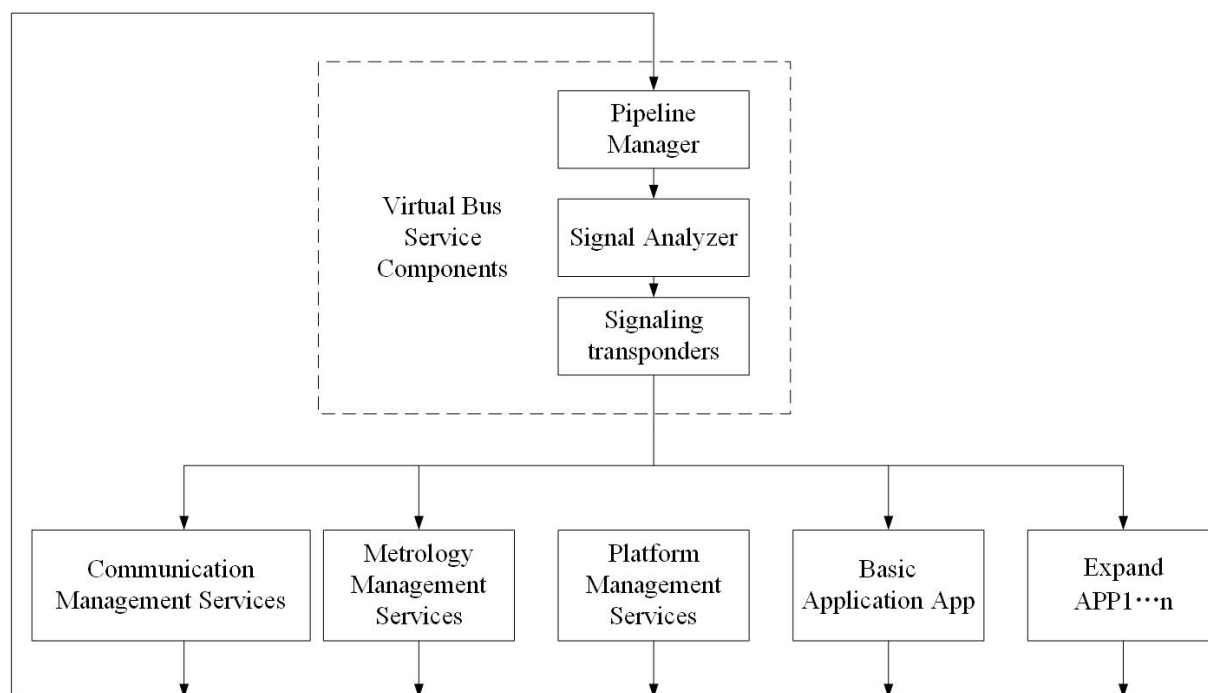 Pipeline
Manager
Virtual Bus
Service
Components
Signal Analyzer
Signaling
transponders
Communication
Management Services
Metrology
Management
Services
Platform
Management
Services
Basic
Application App
Expand
APP1···n